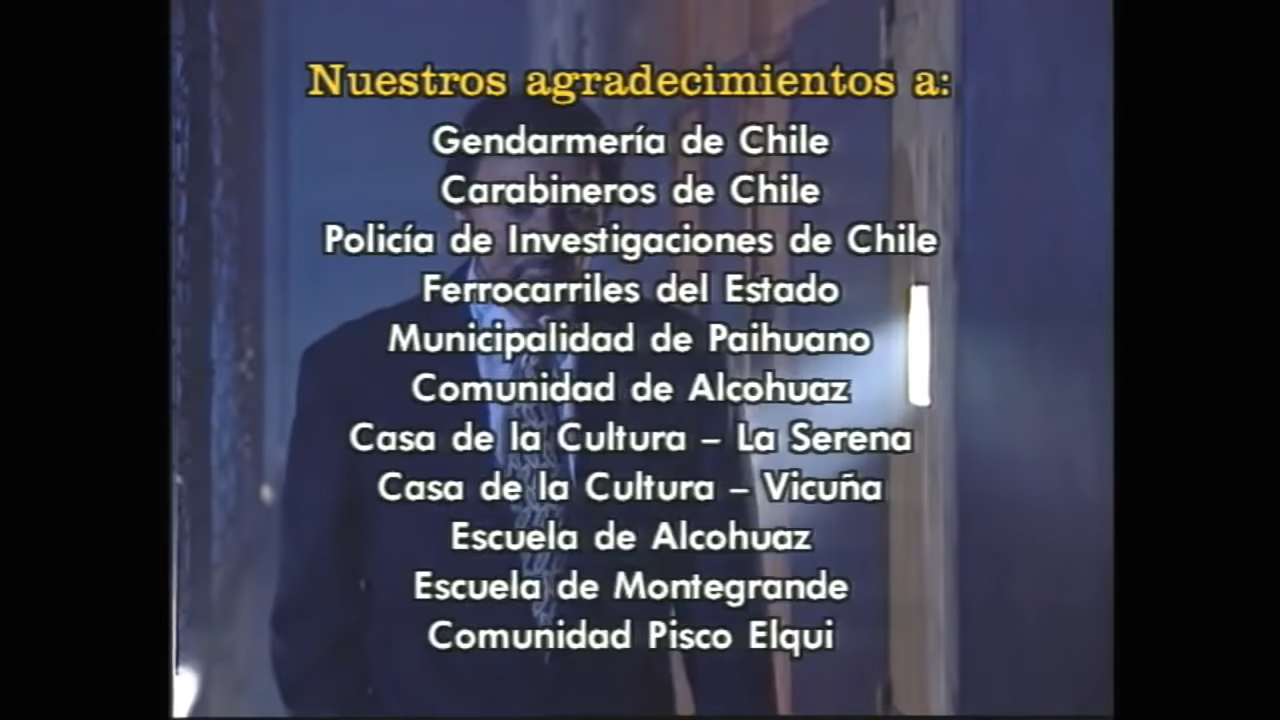 Nuestros agradecimientos a:
Gendarmería de Chile
Carabineros de Chile
Policía de Investigaciones de Chile
Ferrocarriles del Estado
Municipalidad de Paihuano
Comunidad de Alcohuaz
Casa de la Cultura – La Serena
Casa de la Cultura – Vicuña
Escuela de Alcohuaz
Escuela de Montegrande
Comunidad Pisco Elqui